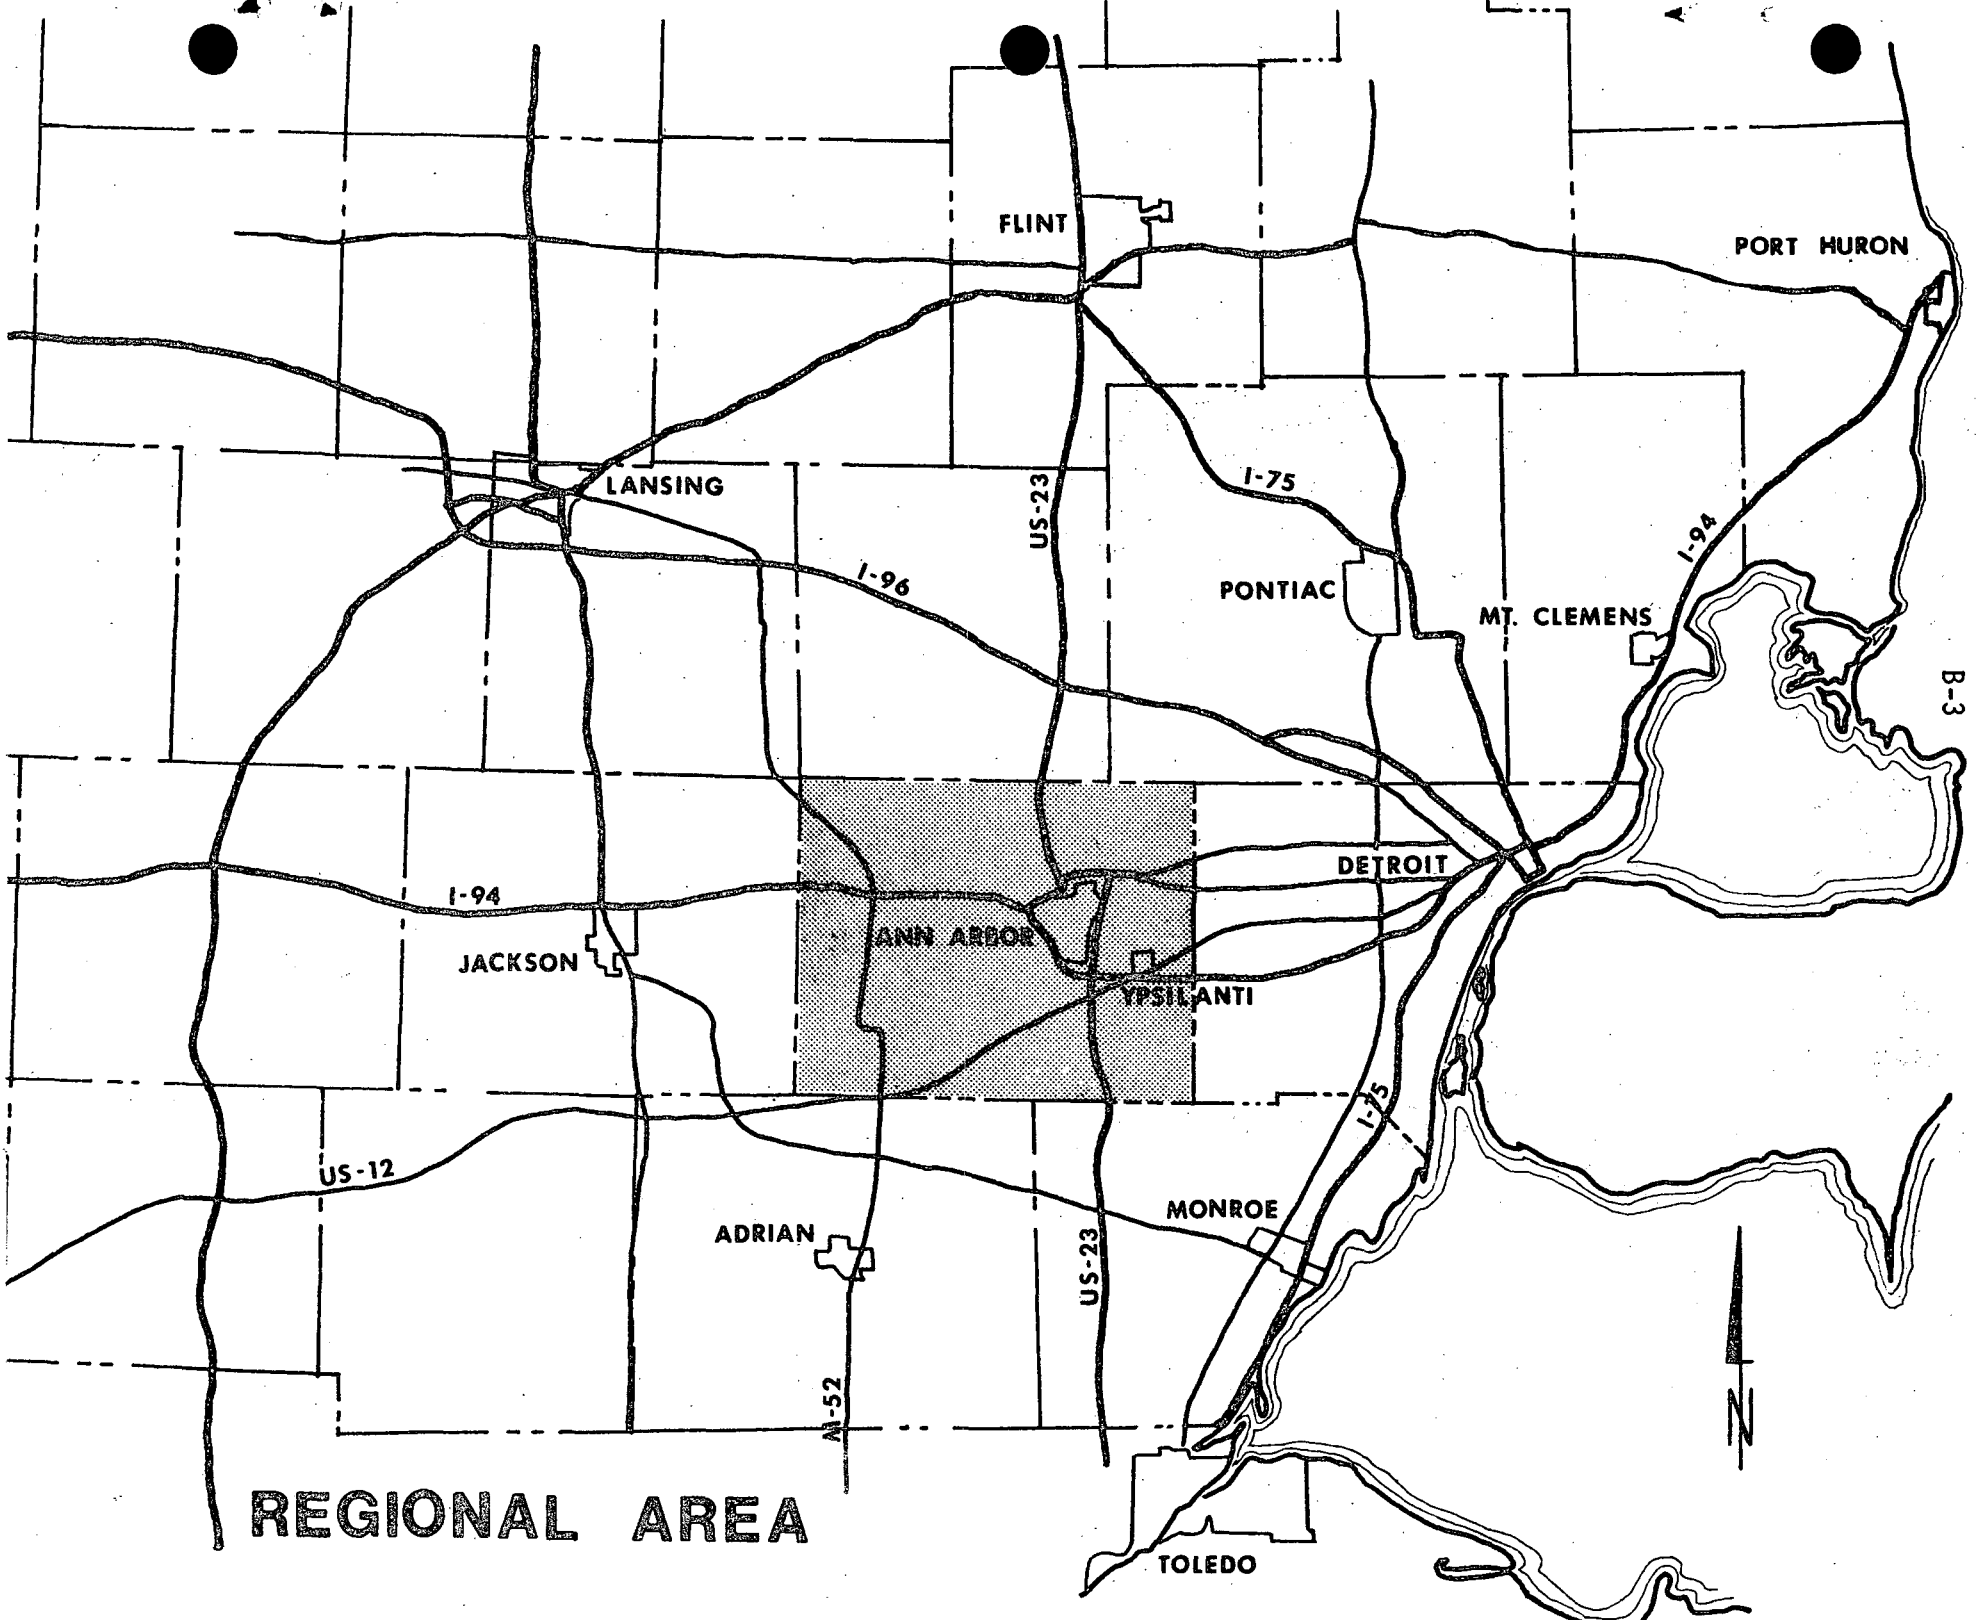 FLINT
PORT HURON
LANSING
US-23
I-75
I-94
I-96
PONTIAC
MT. CLEMENS
B-3
DETROIT
I-94
ANN ARBOR
JACKSON
YPSILANTI
I-75
US-12
MONROE
ADRIAN
US-23
M-52
N
REGIONAL AREA
TOLEDO